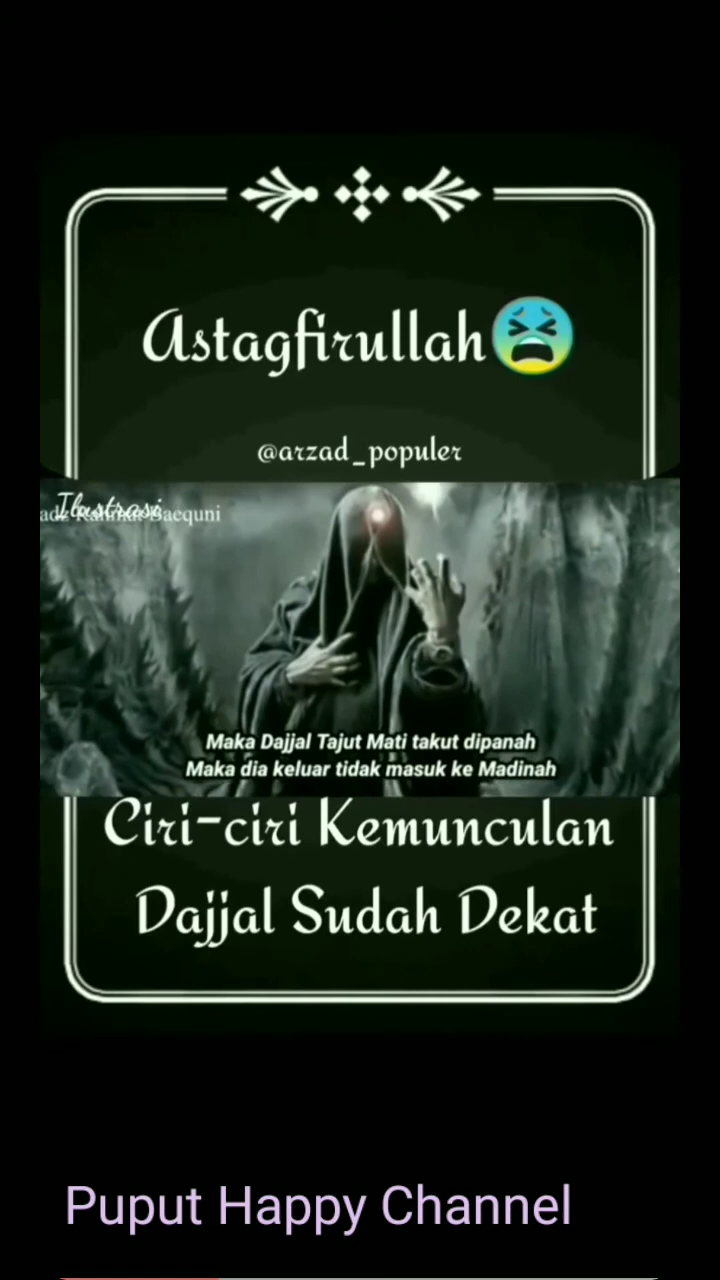 Astagfirullah😫
@arzad_populer
Ilustrasi
Baequni
Maka Dajjal Tajut Mati takut dipanah
Maka dia keluar tidak masuk ke Madinah
Ciri-ciri Kemunculan
Dajjal Sudah Dekat
Puput Happy Channel